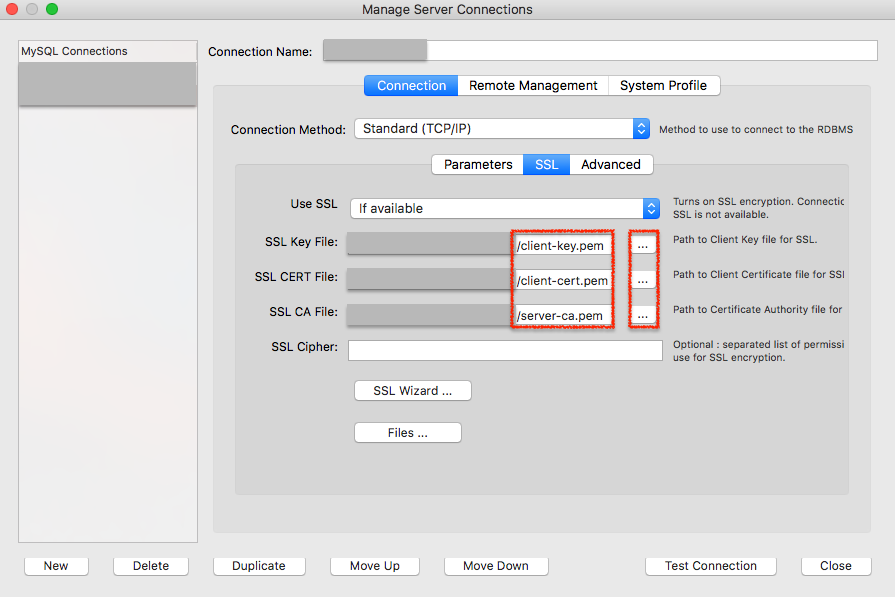 Manage Server Connections
MySQL Connections
Connection Name:
Connection Remote Management System Profile
Connection Method: Standard (TCP/IP) Method to use to connect to the RDBMS
Parameters SSL Advanced
Use SSL If available Turns on SSL encryption. Connectic
SSL is not available.
SSL Key File: /client-key.pem ... Path to Client Key file for SSL.
SSL CERT File: /client-cert.pem ... Path to Client Certificate file for SSl
SSL CA File: /server-ca.pem ... Path to Certificate Authority file for
SSL Cipher: Optional : separated list of permissi
use for SSL encryption.
SSL Wizard ...
Files ...
New Delete Duplicate Move Up Move Down Test Connection Close